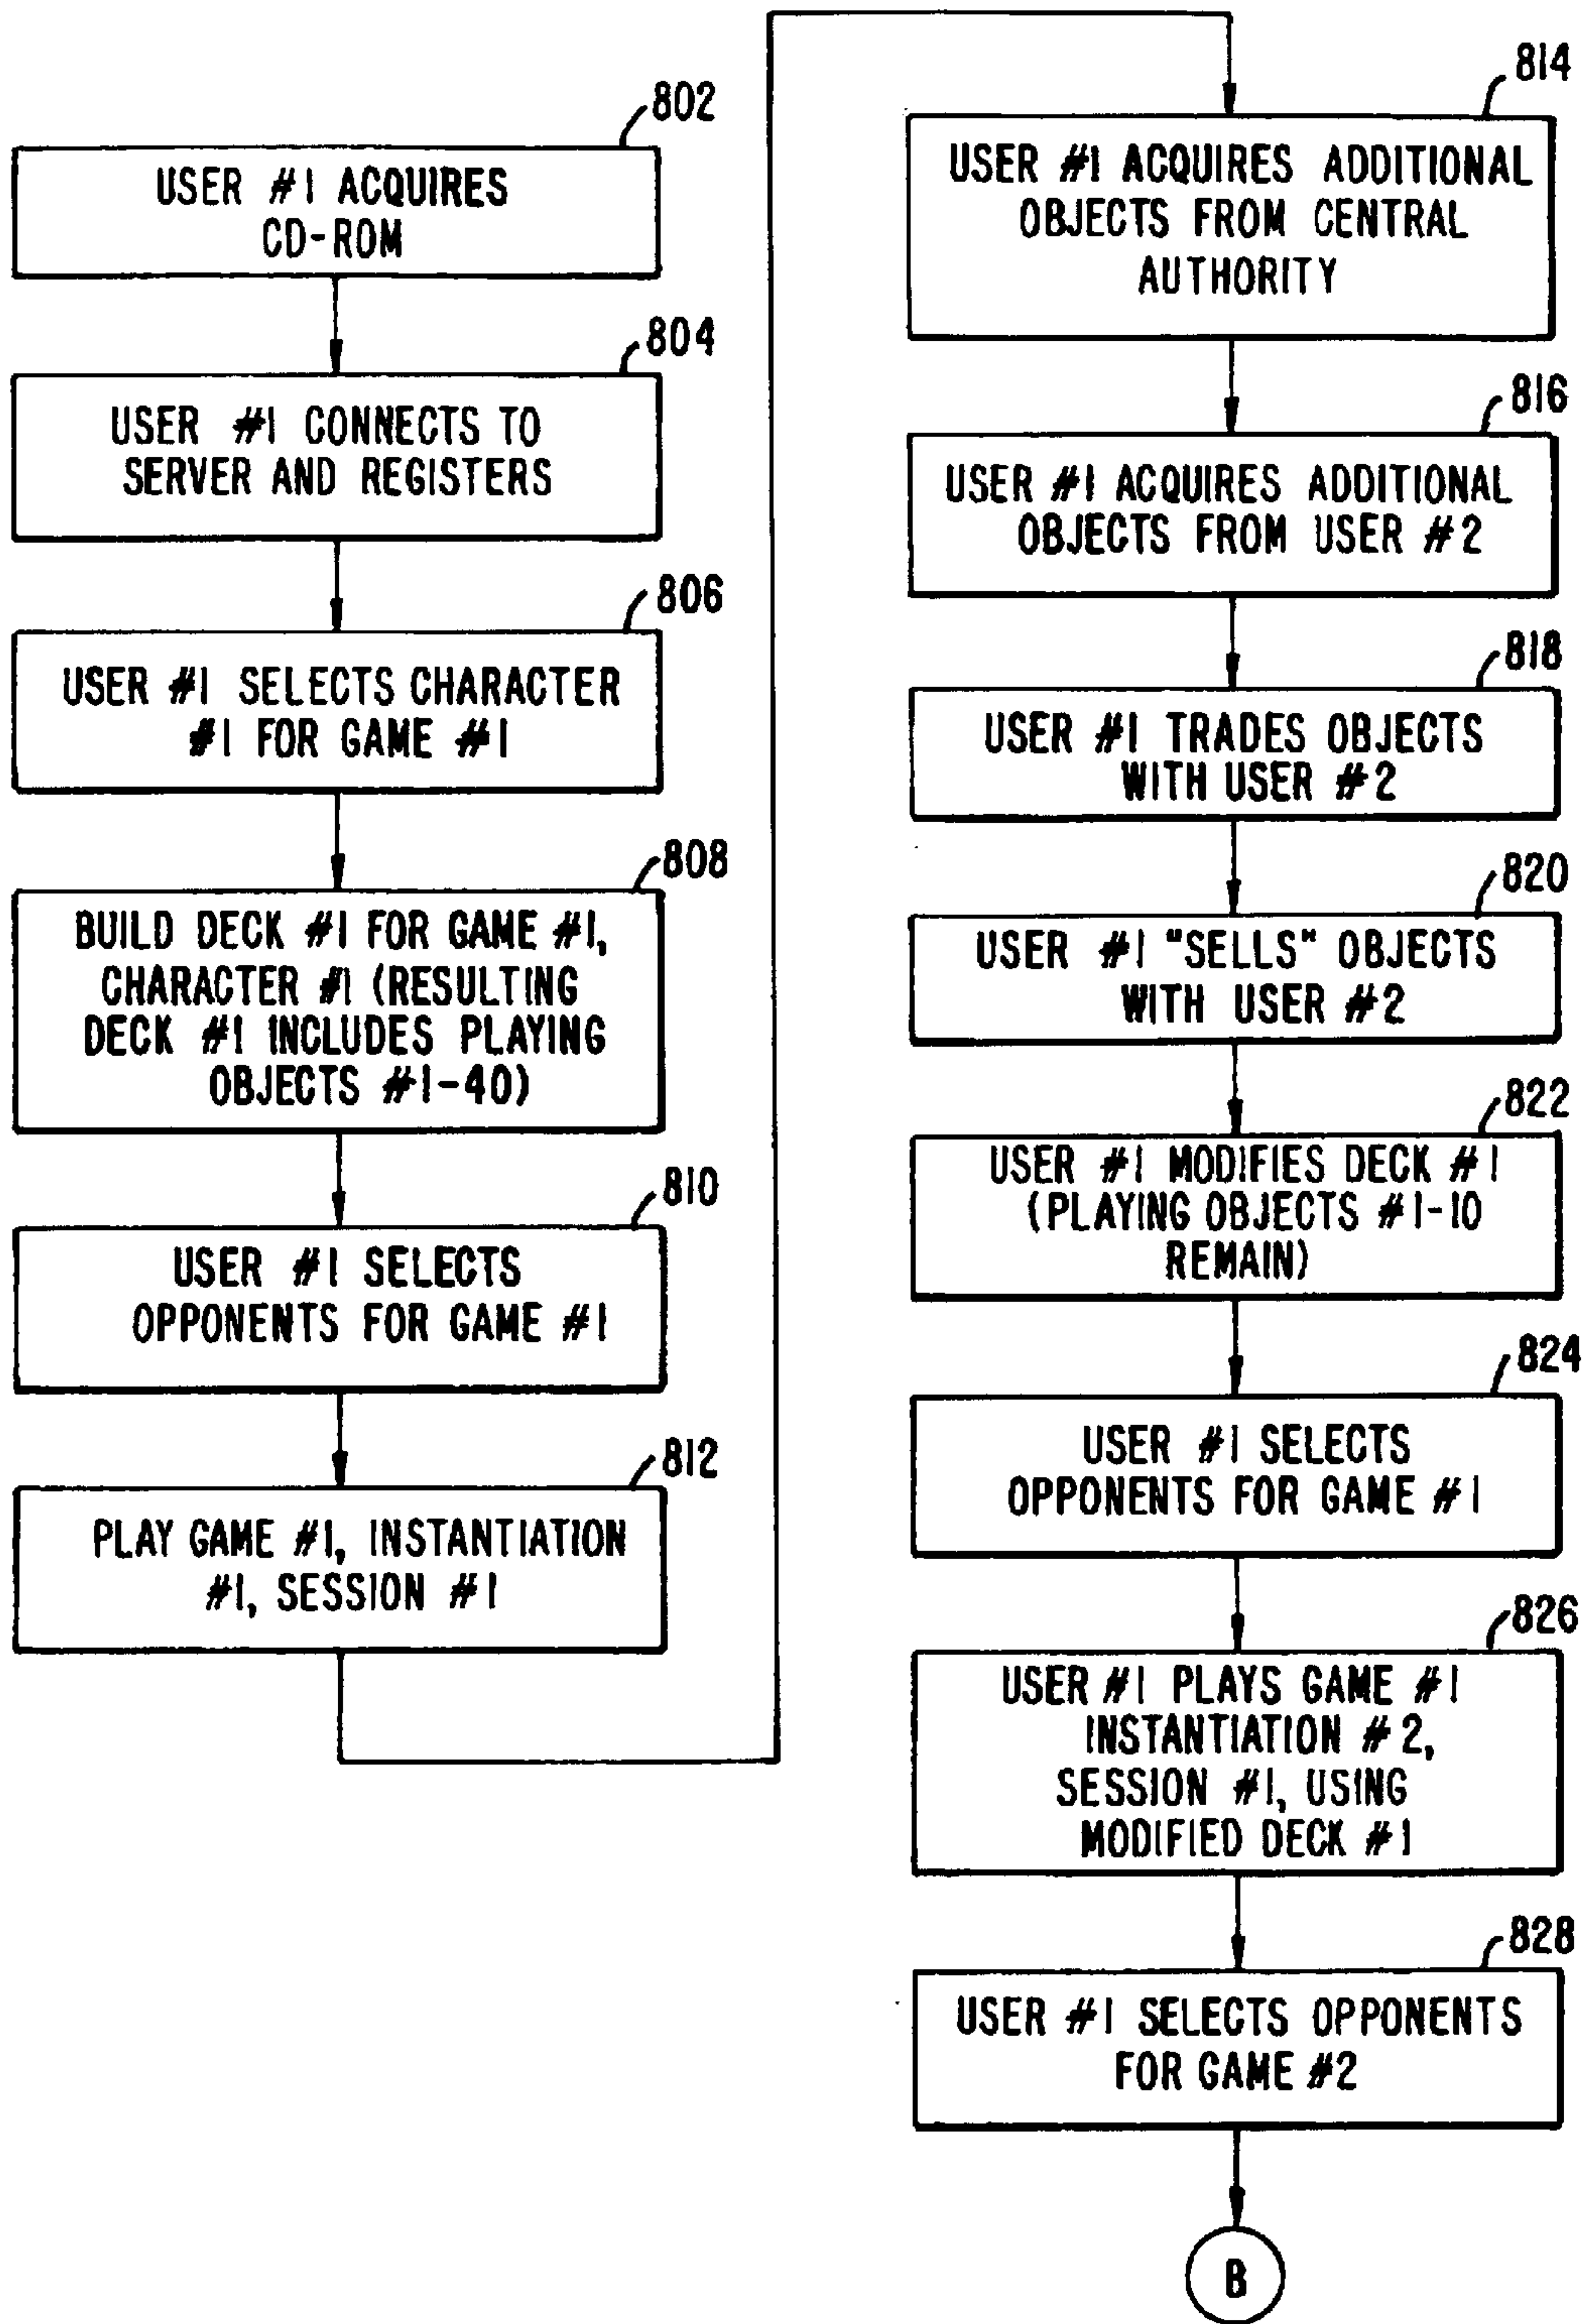 802
USER #1 ACQUIRES
CD-ROM
804
USER #1 CONNECTS TO
SERVER AND REGISTERS
806
USER #1 SELECTS CHARACTER
#1 FOR GAME #1
808
BUILD DECK #1 FOR GAME #1,
CHARACTER #1 (RESULTING
DECK #1 INCLUDES PLAYING
OBJECTS #1-40)
810
USER #1 SELECTS
OPPONENTS FOR GAME #1
812
PLAY GAME #1, INSTANTIATION
#1, SESSION #1
814
USER #1 ACQUIRES ADDITIONAL
OBJECTS FROM CENTRAL
AUTHORITY
816
USER #1 ACQUIRES ADDITIONAL
OBJECTS FROM USER #2
818
USER #1 TRADES OBJECTS
WITH USER #2
820
USER #1 "SELLS" OBJECTS
WITH USER #2
822
USER #1 MODIFIES DECK #1
(PLAYING OBJECTS #1-10
REMAIN)
824
USER #1 SELECTS
OPPONENTS FOR GAME #1
826
USER #1 PLAYS GAME #1
INSTANTIATION #2,
SESSION #1, USING
MODIFIED DECK #1
828
USER #1 SELECTS OPPONENTS
FOR GAME #2
B